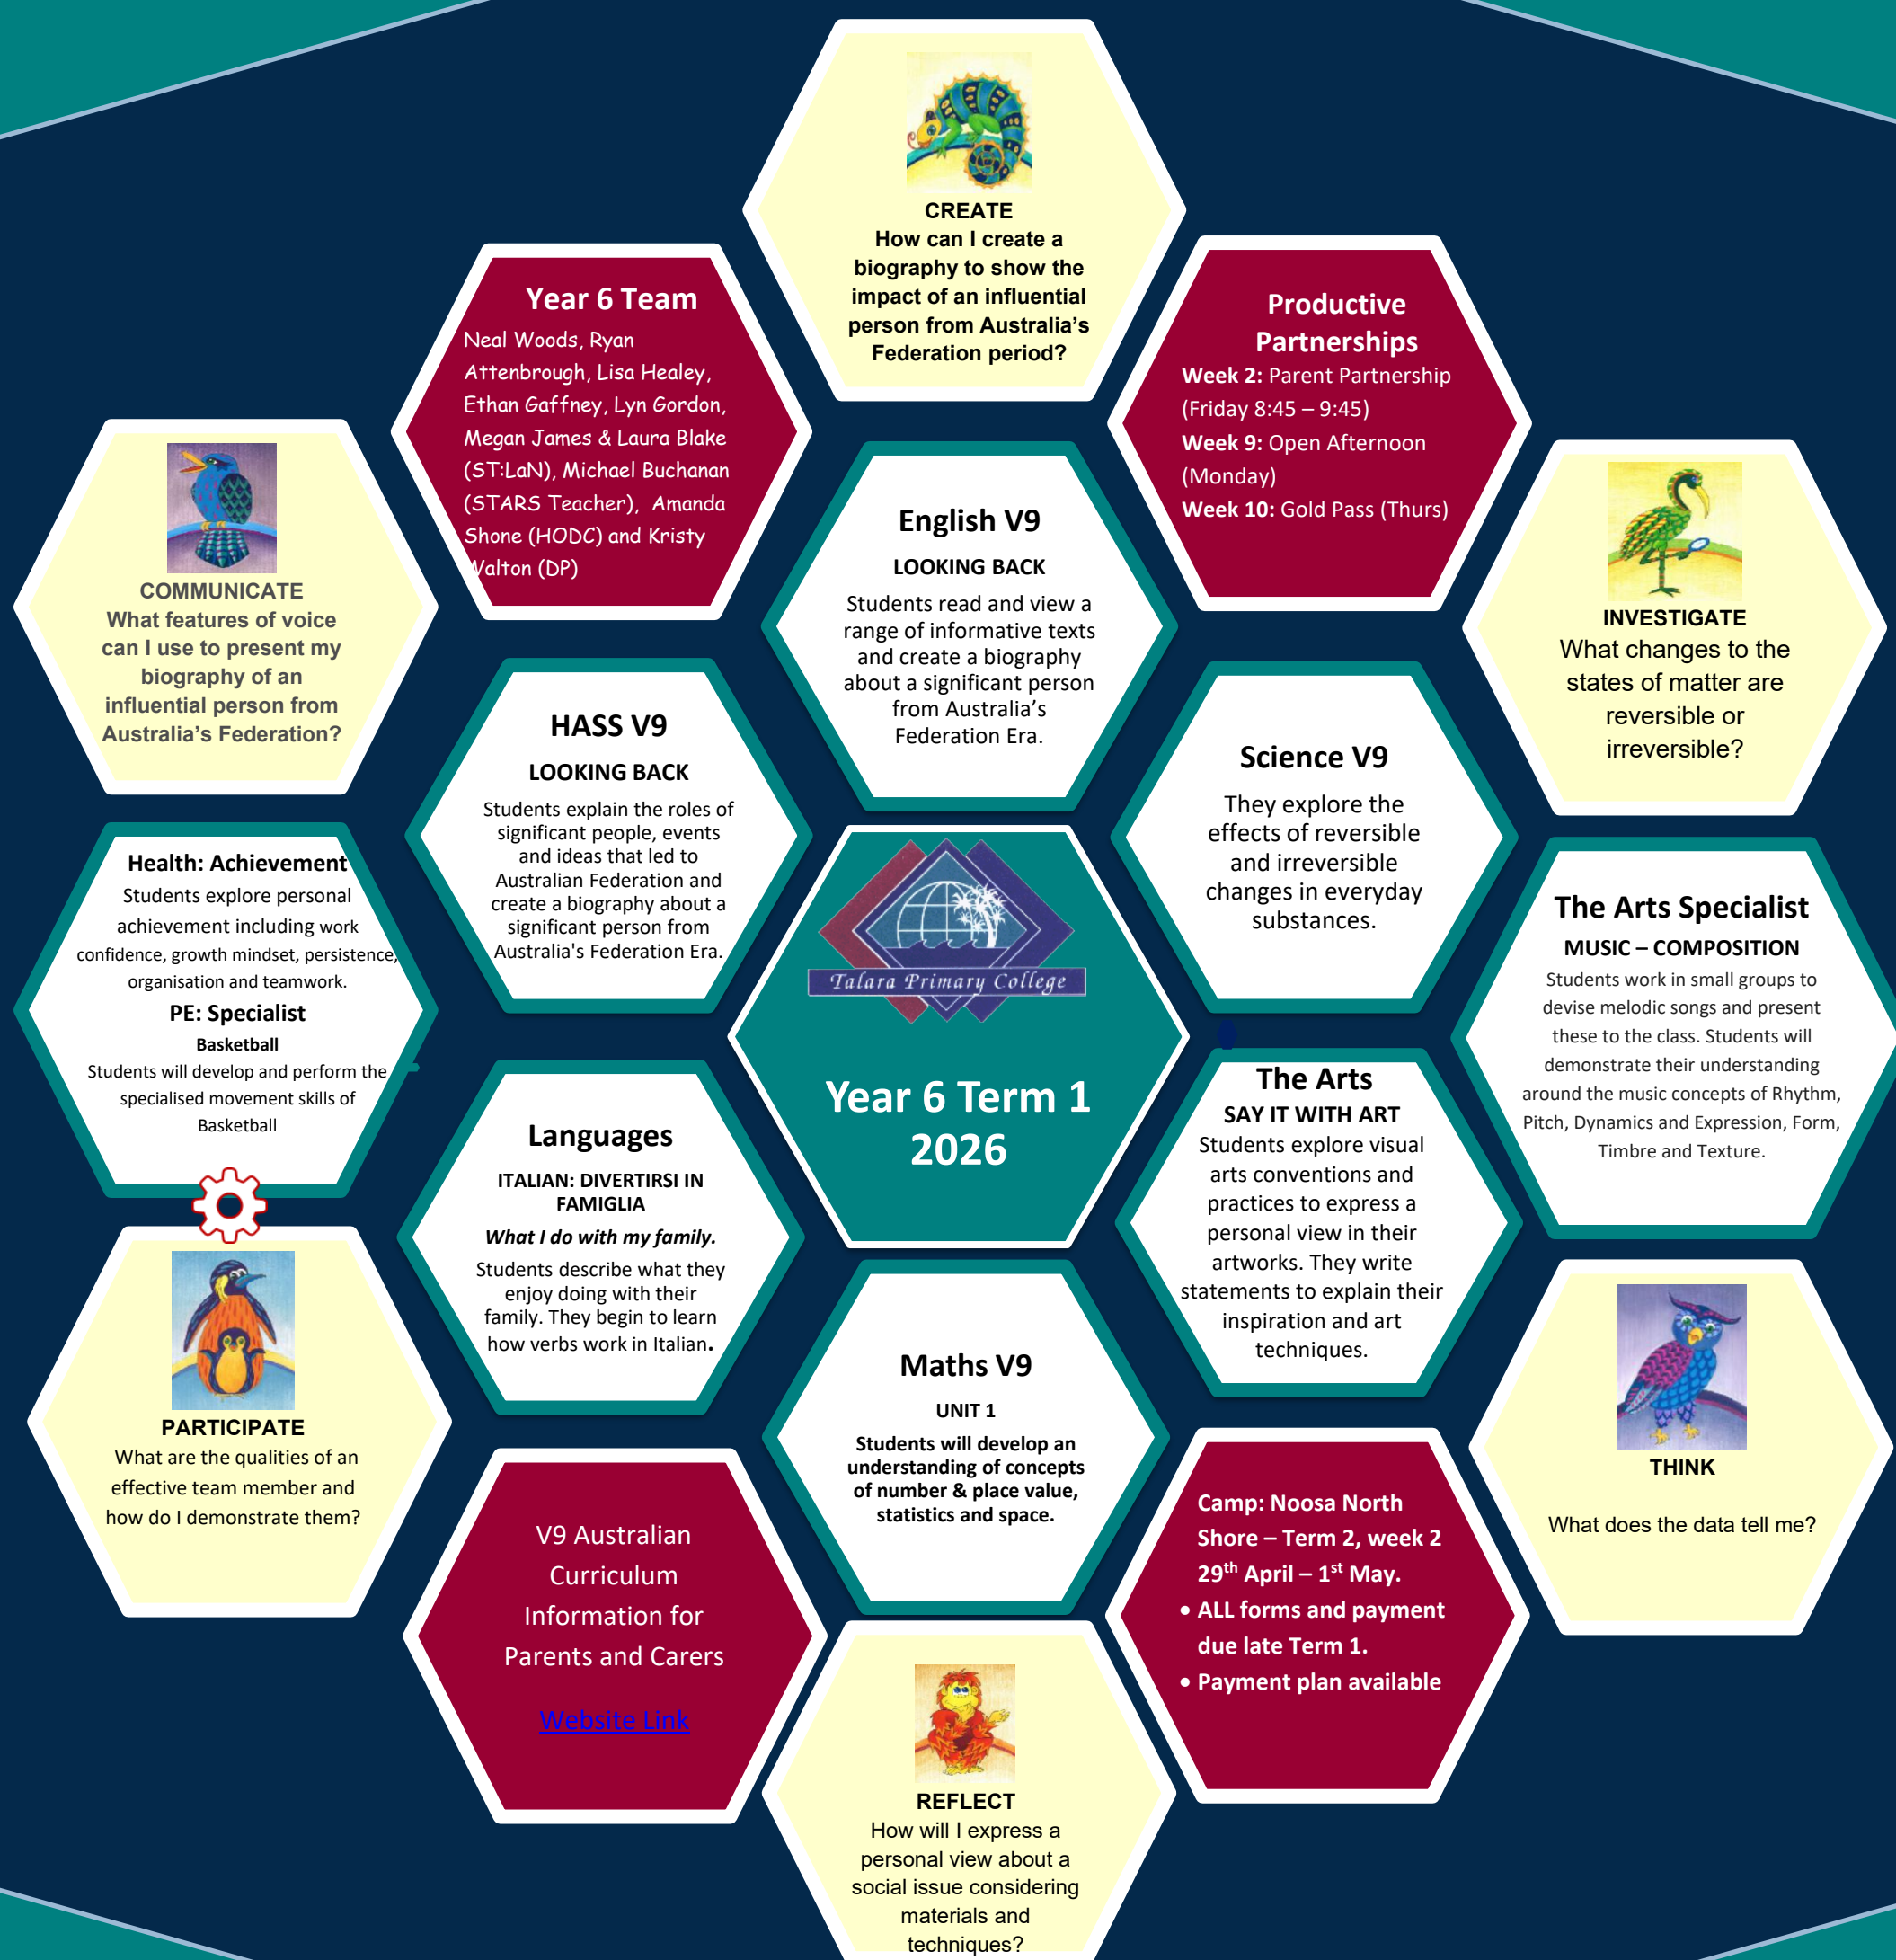 CREATE
How can I create a
biography to show the
impact of an influential
person from Australia's
Federation period?
Year 6 Team
Neal Woods, Ryan
Attenbrough, Lisa Healey,
Ethan Gaffney, Lyn Gordon,
Megan James & Laura Blake
(ST:LaN), Michael Buchanan
(STARS Teacher), Amanda
Shone (HODC) and Kristy
Walton (DP)
Productive
Partnerships
Week 2: Parent Partnership
(Friday 8:45 – 9:45)
Week 9: Open Afternoon
(Monday)
Week 10: Gold Pass (Thurs)
COMMUNICATE
What features of voice
can I use to present my
biography of an
influential person from
Australia's Federation?
English V9
LOOKING BACK
Students read and view a
range of informative texts
and create a biography
about a significant person
from Australia's
Federation Era.
INVESTIGATE
What changes to the
states of matter are
reversible or
irreversible?
HASS V9
LOOKING BACK
Students explain the roles of
significant people, events
and ideas that led to
Australian Federation and
create a biography about a
significant person from
Australia's Federation Era.
Science V9
They explore the
effects of reversible
and irreversible
changes in everyday
substances.
Health: Achievement
Students explore personal
achievement including work
confidence, growth mindset, persistence,
organisation and teamwork.
PE: Specialist
Basketball
Students will develop and perform the
specialised movement skills of
Basketball
Talara Primary College
Year 6 Term 1
2026
The Arts Specialist
MUSIC – COMPOSITION
Students work in small groups to
devise melodic songs and present
these to the class. Students will
demonstrate their understanding
around the music concepts of Rhythm,
Pitch, Dynamics and Expression, Form,
Timbre and Texture.
Languages
ITALIAN: DIVERTIRSI IN
FAMIGLIA
What I do with my family.
Students describe what they
enjoy doing with their
family. They begin to learn
how verbs work in Italian.
The Arts
SAY IT WITH ART
Students explore visual
arts conventions and
practices to express a
personal view in their
artworks. They write
statements to explain their
inspiration and art
techniques.
PARTICIPATE
What are the qualities of an
effective team member and
how do I demonstrate them?
Maths V9
UNIT 1
Students will develop an
understanding of concepts
of number & place value,
statistics and space.
THINK
What does the data tell me?
V9 Australian
Curriculum
Information for
Parents and Carers
Website Link
Camp: Noosa North
Shore – Term 2, week 2
29th April – 1st May.
• ALL forms and payment
due late Term 1.
• Payment plan available
REFLECT
How will I express a
personal view about a
social issue considering
materials and
techniques?